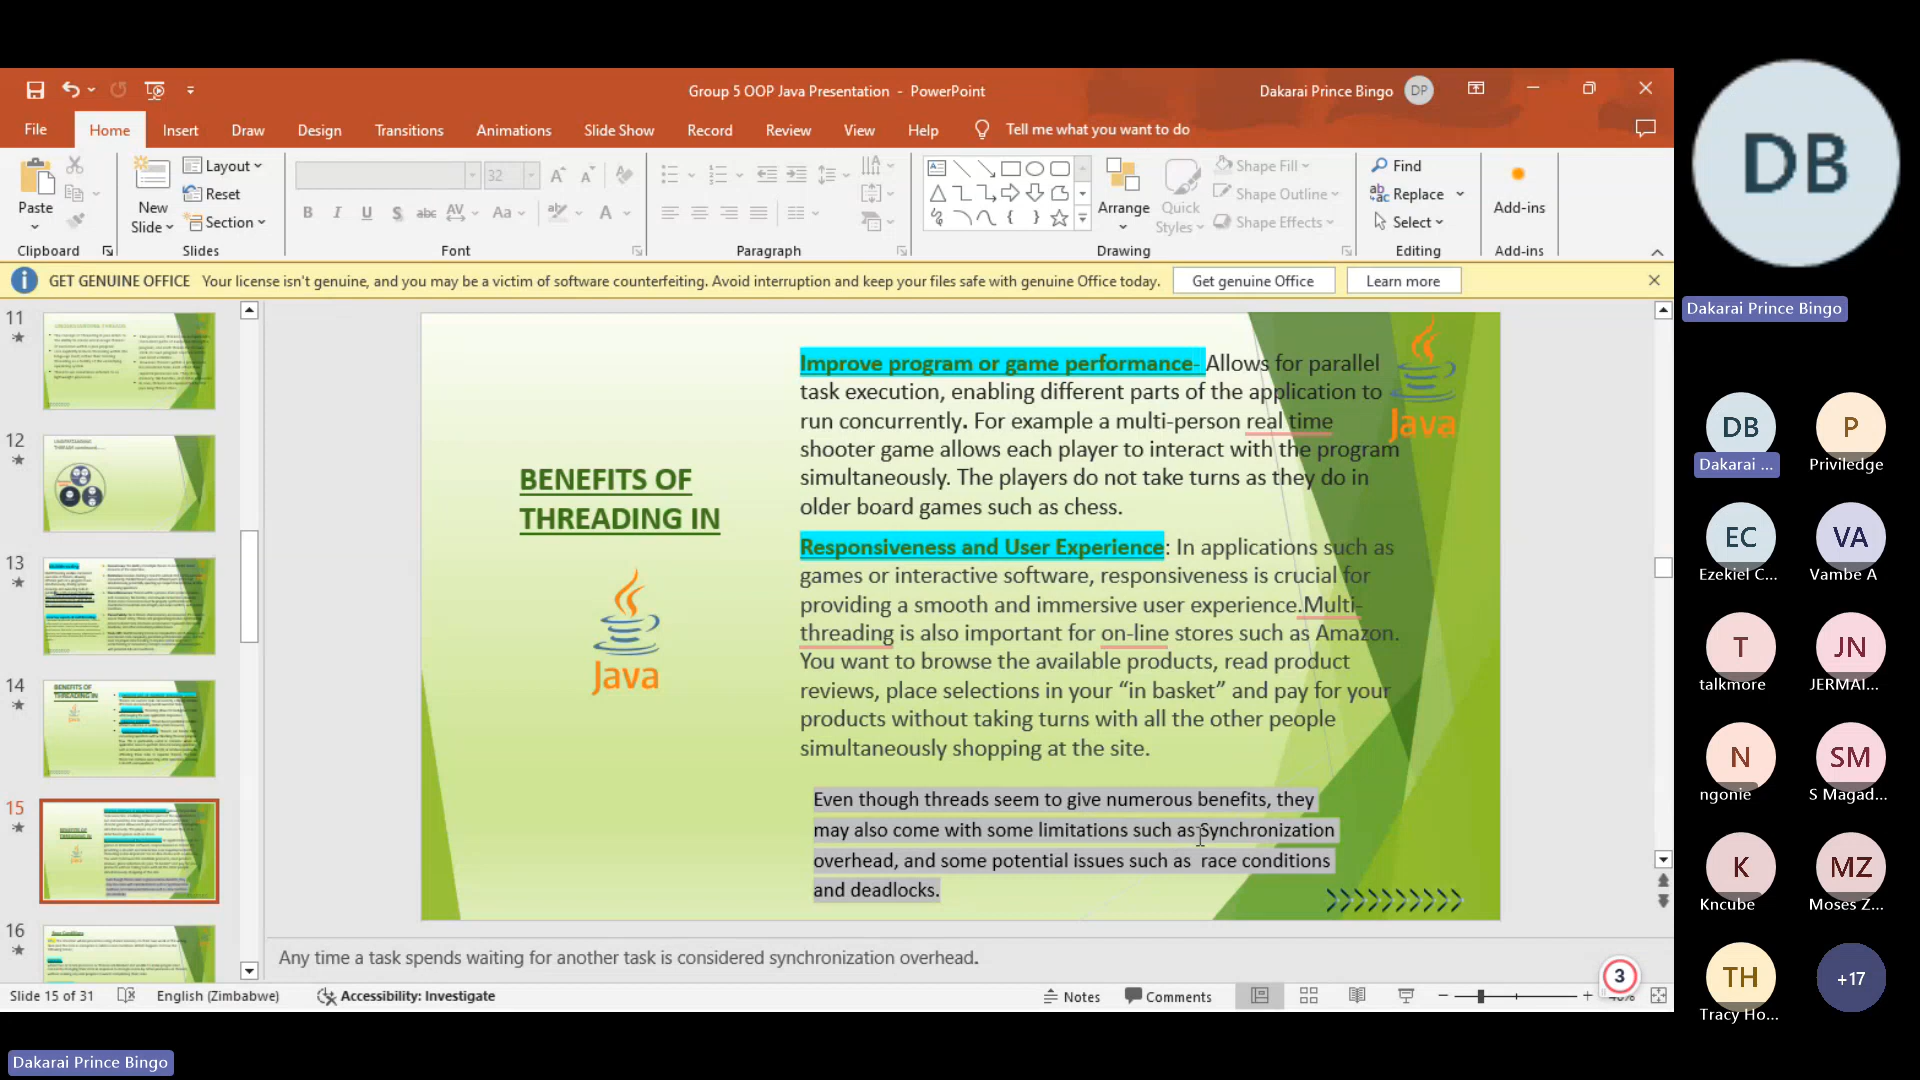 Group 5 OOP Java Presentation - PowerPoint
Dakarai Prince Bingo
DP
File
Home
Insert
Draw
Design
Transitions
Animations
Slide Show
Record
Review
View
Help
Tell me what you want to do
Paste
Clipboard
New
Slide
Layout
Reset
Section
Slides
32
Font
Paragraph
Arrange
Quick
Styles
Shape Fill
Shape Outline
Shape Effects
Drawing
Find
Replace
Select
Editing
Add-ins
Add-ins
GET GENUINE OFFICE Your license isn't genuine, and you may be a victim of software counterfeiting. Avoid interruption and keep your files safe with genuine Office today.
Get genuine Office
Learn more
11
12
13
14
BENEFITS OF
THREADING IN
15
16
BENEFITS OF
THREADING IN
Java
Java
Improve program or game performance- Allows for parallel
task execution, enabling different parts of the application to
run concurrently. For example a multi-person real time
shooter game allows each player to interact with the program
simultaneously. The players do not take turns as they do in
older board games such as chess.
Responsiveness and User Experience: In applications such as
games or interactive software, responsiveness is crucial for
providing a smooth and immersive user experience.Multi-
threading is also important for on-line stores such as Amazon.
You want to browse the available products, read product
reviews, place selections in your “in basket” and pay for your
products without taking turns with all the other people
simultaneously shopping at the site.
Even though threads seem to give numerous benefits, they
may also come with some limitations such as Synchronization
overhead, and some potential issues such as race conditions
and deadlocks.
Any time a task spends waiting for another task is considered synchronization overhead.
Slide 15 of 31
English (Zimbabwe)
Accessibility: Investigate
Notes
Comments
3
DB
Dakarai Prince Bingo
DB
Dakarai ...
P
Priviledge
EC
Ezekiel C...
VA
Vambe A
T
talkmore
JN
JERMAI...
N
ngonie
SM
S Magad...
K
Kncube
MZ
Moses Z...
TH
Tracy Ho...
+17
Dakarai Prince Bingo